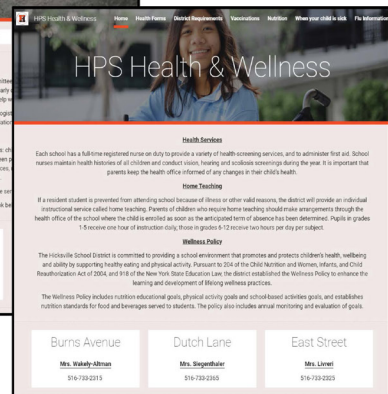 HPS Health & Wellness
Home Health Forms District Requirements Vaccinations Nutrition When your child is sick Flu Information
HPS Health & Wellness
Health Services
Each school has a full-time registered nurse on duty to provide a variety of health-screening services, and to administer first aid. School
nurses maintain health histories of all children and conduct vision, hearing and scoliosis screenings during the year. It is important that
parents keep the health office informed of any changes in their child's health.
Home Teaching
If a resident student is prevented from attending school because of illness or other valid reasons, the district will provide an individual
instructional service called home teaching. Parents of children who require home teaching should make arrangements through the
health office of the school where the child is enrolled as soon as the anticipated term of absence has been determined. Pupils in grades
1-5 receive one hour of instruction daily; those in grades 6-12 receive two hours per day per subject.
Wellness Policy
The Hicksville School District is committed to providing a school environment that promotes and protects children's health, wellbeing
and ability by supporting healthy eating and physical activity. Pursuant to 204 of the Child Nutrition and Women, Infants, and Child
Reauthorization Act of 2004, and 918 of the New York State Education Law, the district established the Wellness Policy to enhance the
learning and development of lifelong wellness practices.
The Wellness Policy includes nutrition educational goals, physical activity goals and school-based activities goals, and establishes
nutrition standards for food and beverages served to students. The policy also includes annual monitoring and evaluation of goals.
Burns Avenue
Mrs. Wakely-Altman
516-733-2315
Dutch Lane
Mrs. Siegenthaler
516-733-2365
East Street
Mrs. Livreri
516-733-2325